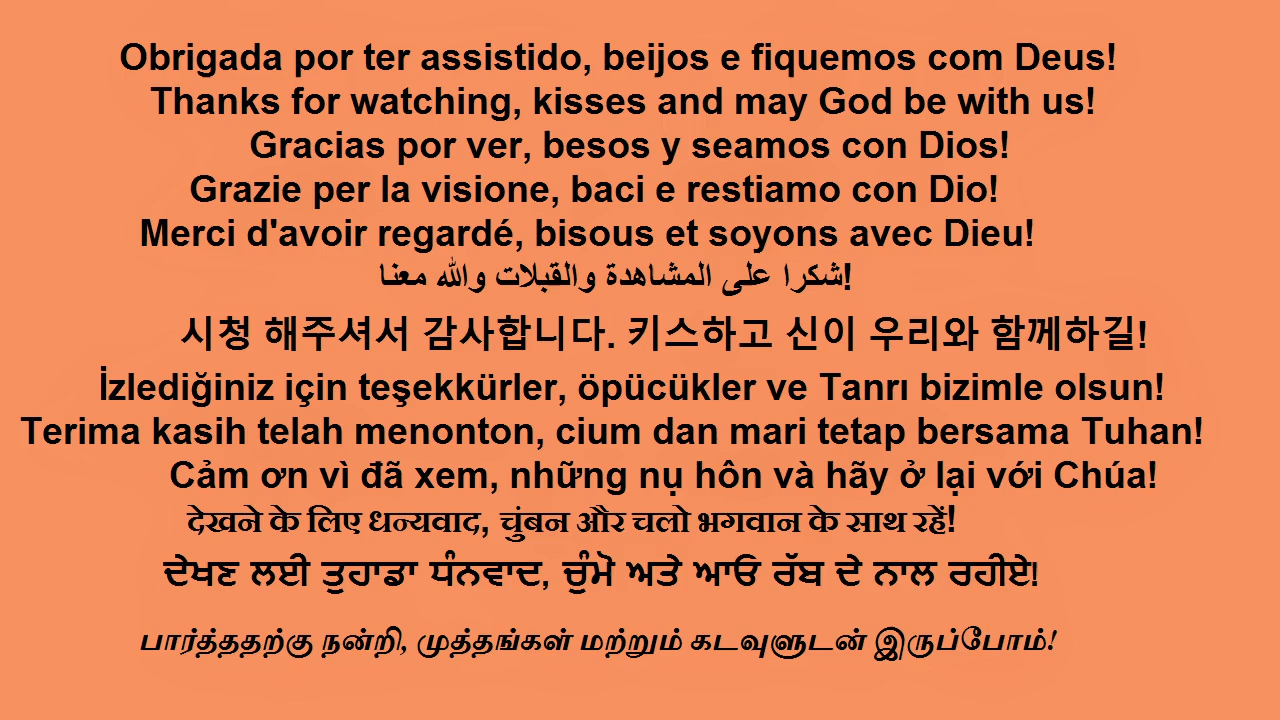 Obrigada por ter assistido, beijos e fiquemos com Deus!
Thanks for watching, kisses and may God be with us!
Gracias por ver, besos y seamos con Dios!
Grazie per la visione, baci e restiamo con Dio!
Merci d'avoir regardé, bisous et soyons avec Dieu!
شكرا على المشاهدة والقبلات والله معنا!
시청 해주셔서 감사합니다. 키스하고 신이 우리와 함께하길!
İzlediğiniz için teşekkürler, öpücükler ve Tanrı bizimle olsun!
Terima kasih telah menonton, cium dan mari tetap bersama Tuhan!
Cảm ơn vì đã xem, những nụ hôn và hãy ở lại với Chúa!
देखने के लिए धन्यवाद, चुंबन और चलो भगवान के साथ रहें!
ਦੇਖਣ ਲਈ ਤੁਹਾਡਾ ਧੰਨਵਾਦ, ਚੁੰਮੋ ਅਤੇ ਆਓ ਰੱਬ ਦੇ ਨਾਲ ਰਹੀਏ!
பார்த்ததற்கு நன்றி, முத்தங்கள் மற்றும் கடவுளுடன் இருப்போம்!